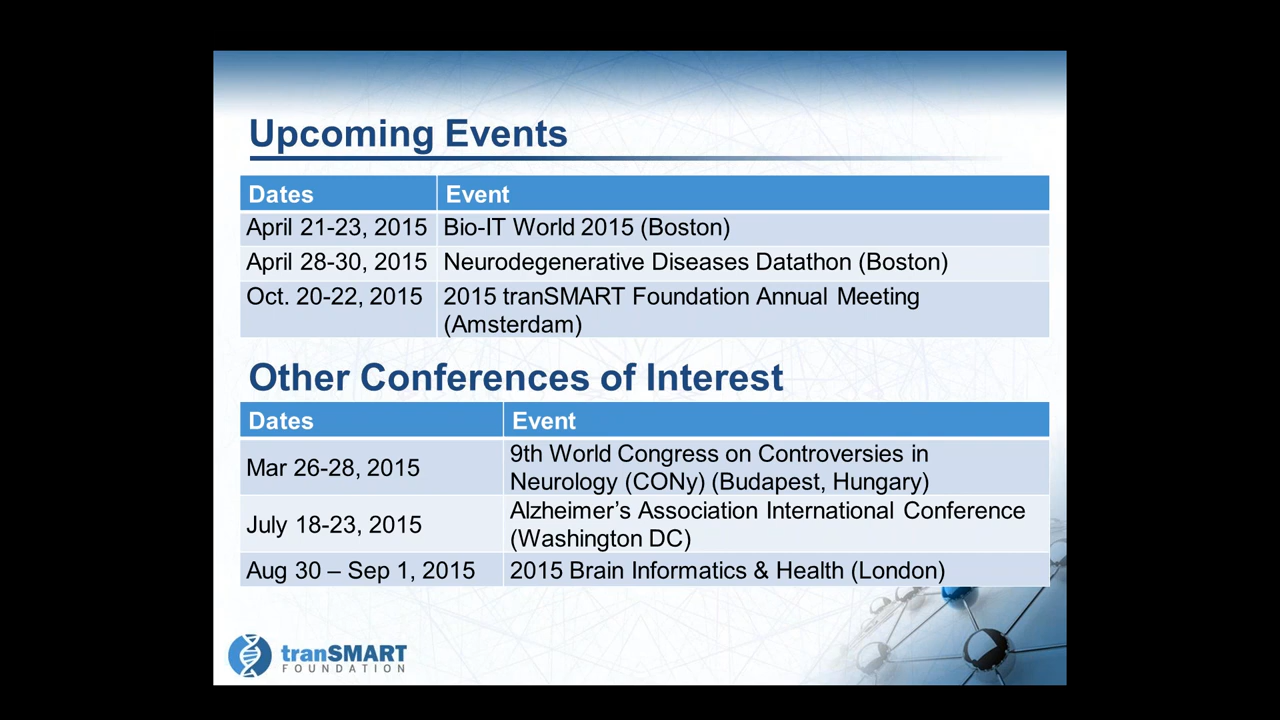 Upcoming Events
Dates Event
April 21-23, 2015 Bio-IT World 2015 (Boston)
April 28-30, 2015 Neurodegenerative Diseases Datathon (Boston)
Oct. 20-22, 2015 2015 tranSMART Foundation Annual Meeting
(Amsterdam)
Other Conferences of Interest
Dates Event
Mar 26-28, 2015 9th World Congress on Controversies in
Neurology (CONy) (Budapest, Hungary)
July 18-23, 2015 Alzheimer’s Association International Conference
(Washington DC)
Aug 30 – Sep 1, 2015 2015 Brain Informatics & Health (London)
tranSMART
FOUNDATION